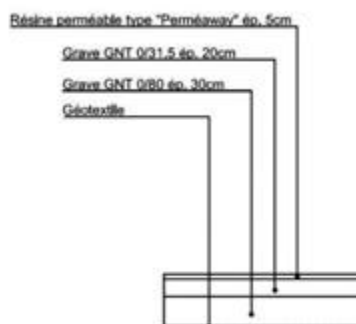 Résine perméable type "Perméaway" ép. 5cm
Grave GNT 0/31.5 ép. 20cm
Grave GNT 0/80 ép. 30cm
Géotextille